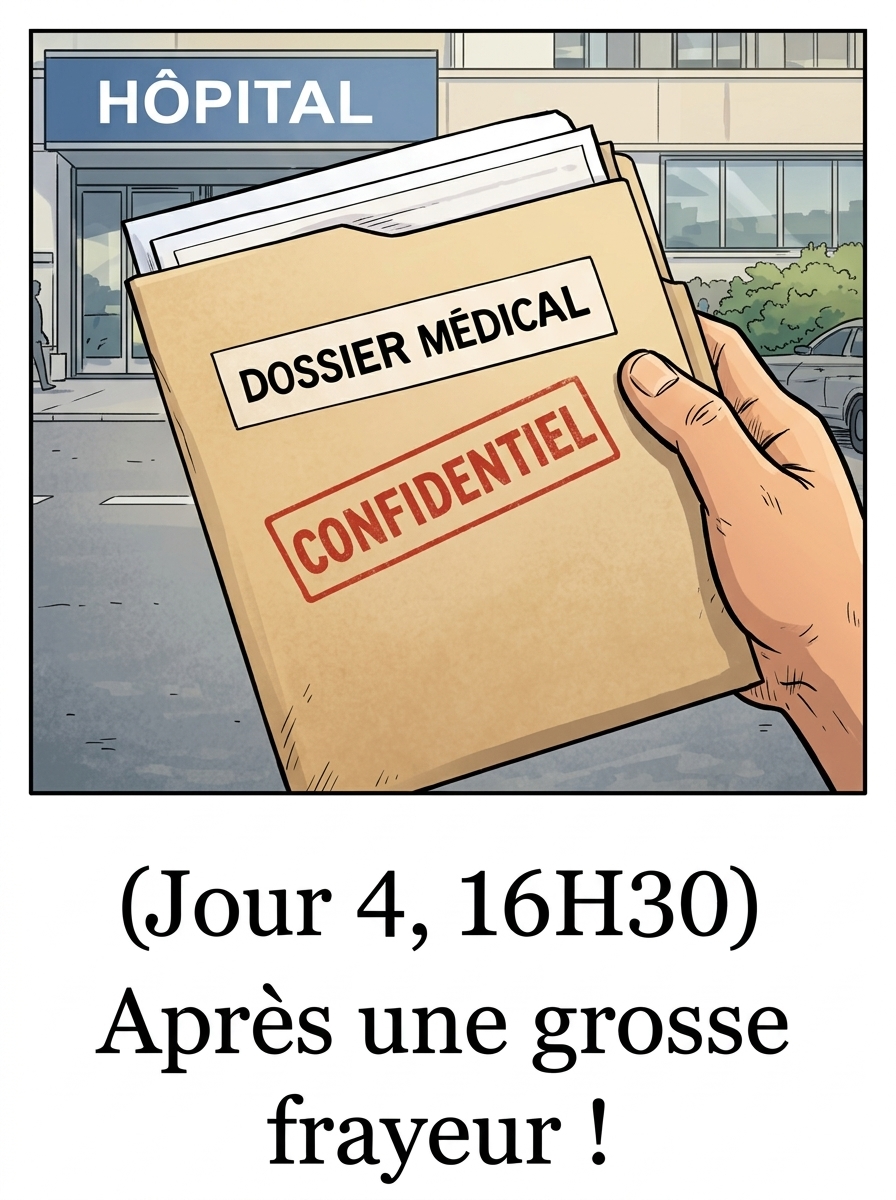 HÔPITAL
DOSSIER MÉDICAL
CONFIDENTIEL
(Jour 4, 16H30)
Après une grosse
frayeur !